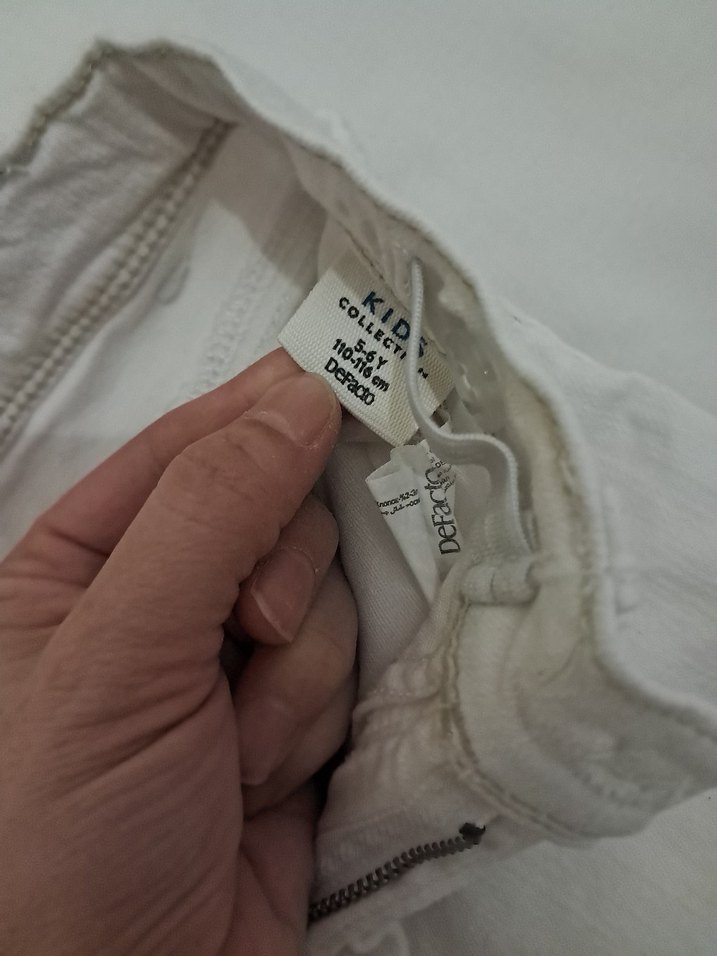 KIDS
COLLECTION
5-6 Y
110-116 cm
DeFacto
DeFacto